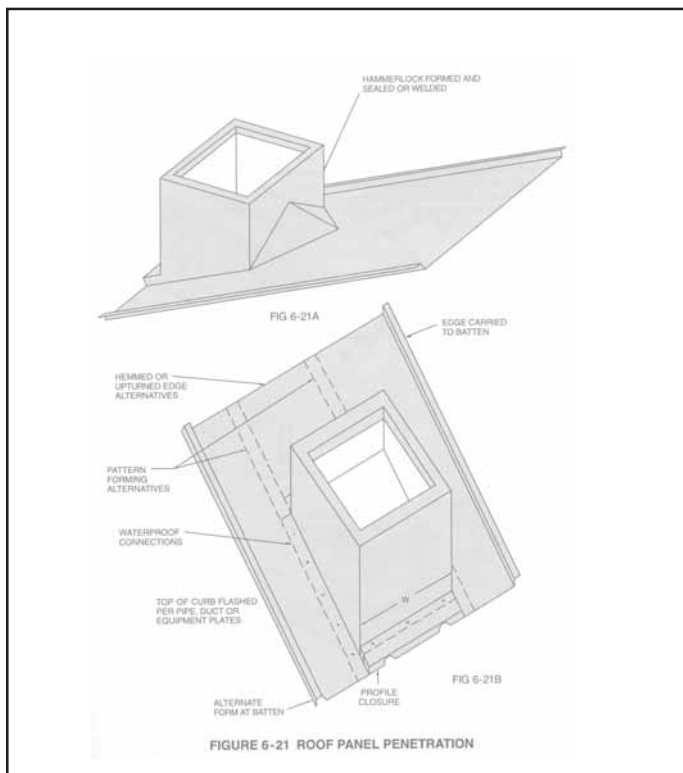 HAMMERLOCK FORMED AND
SEALED OR WELDED
FIG 6-21A
EDGE CARRIED
TO BATTEN
HEMMED OR
UPTURNED EDGE
ALTERNATIVES
PATTERN
FORMING
ALTERNATIVES
WATERPROOF
CONNECTIONS
W
TOP OF CURB FLASHED
PER PIPE, DUCT OR
EQUIPMENT PLATES
FIG 6-21B
PROFILE
CLOSURE
ALTERNATE
FORM AT BATTEN
FIGURE 6-21 ROOF PANEL PENETRATION